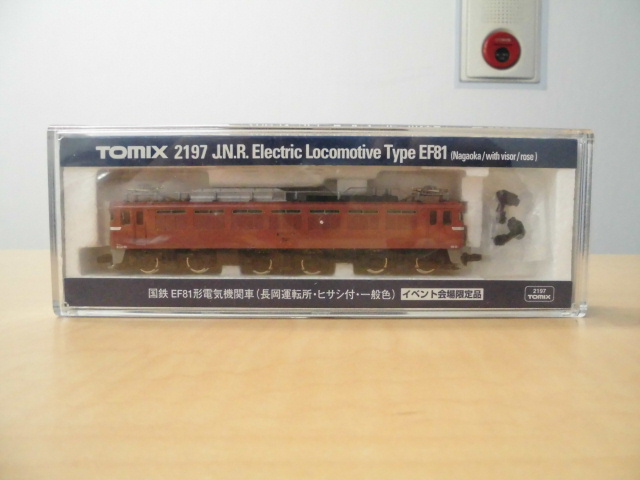 TOMIX 2197 J.N.R. Electric Locomotive Type EF81 (Nagaoka/with visor/rose)
国鉄 EF81形電気機関車(長岡運転所・ヒサシ付・一般色) イベント会場限定品
2197
TOMIX